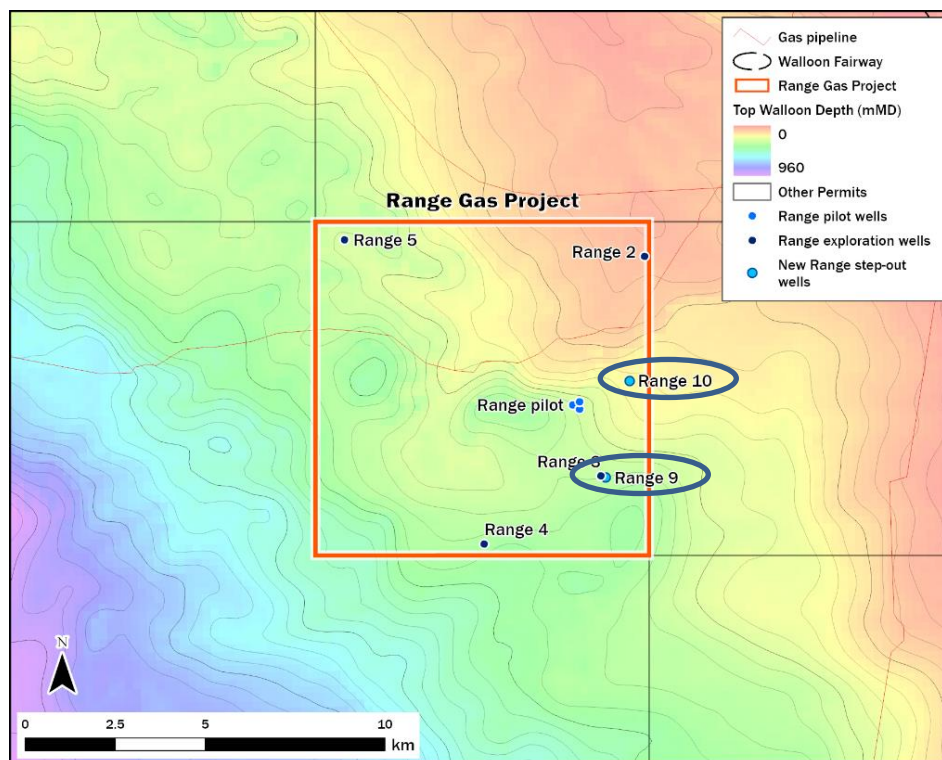 Gas pipeline
Walloon Fairway
Range Gas Project
Top Walloon Depth (mMD)
0
960
Other Permits
Range pilot wells
Range exploration wells
New Range step-out
wells
Range Gas Project
Range 5
Range 2
Range 10
Range pilot
Range 3
Range 9
Range 4
N
0
2.5
5
10
km